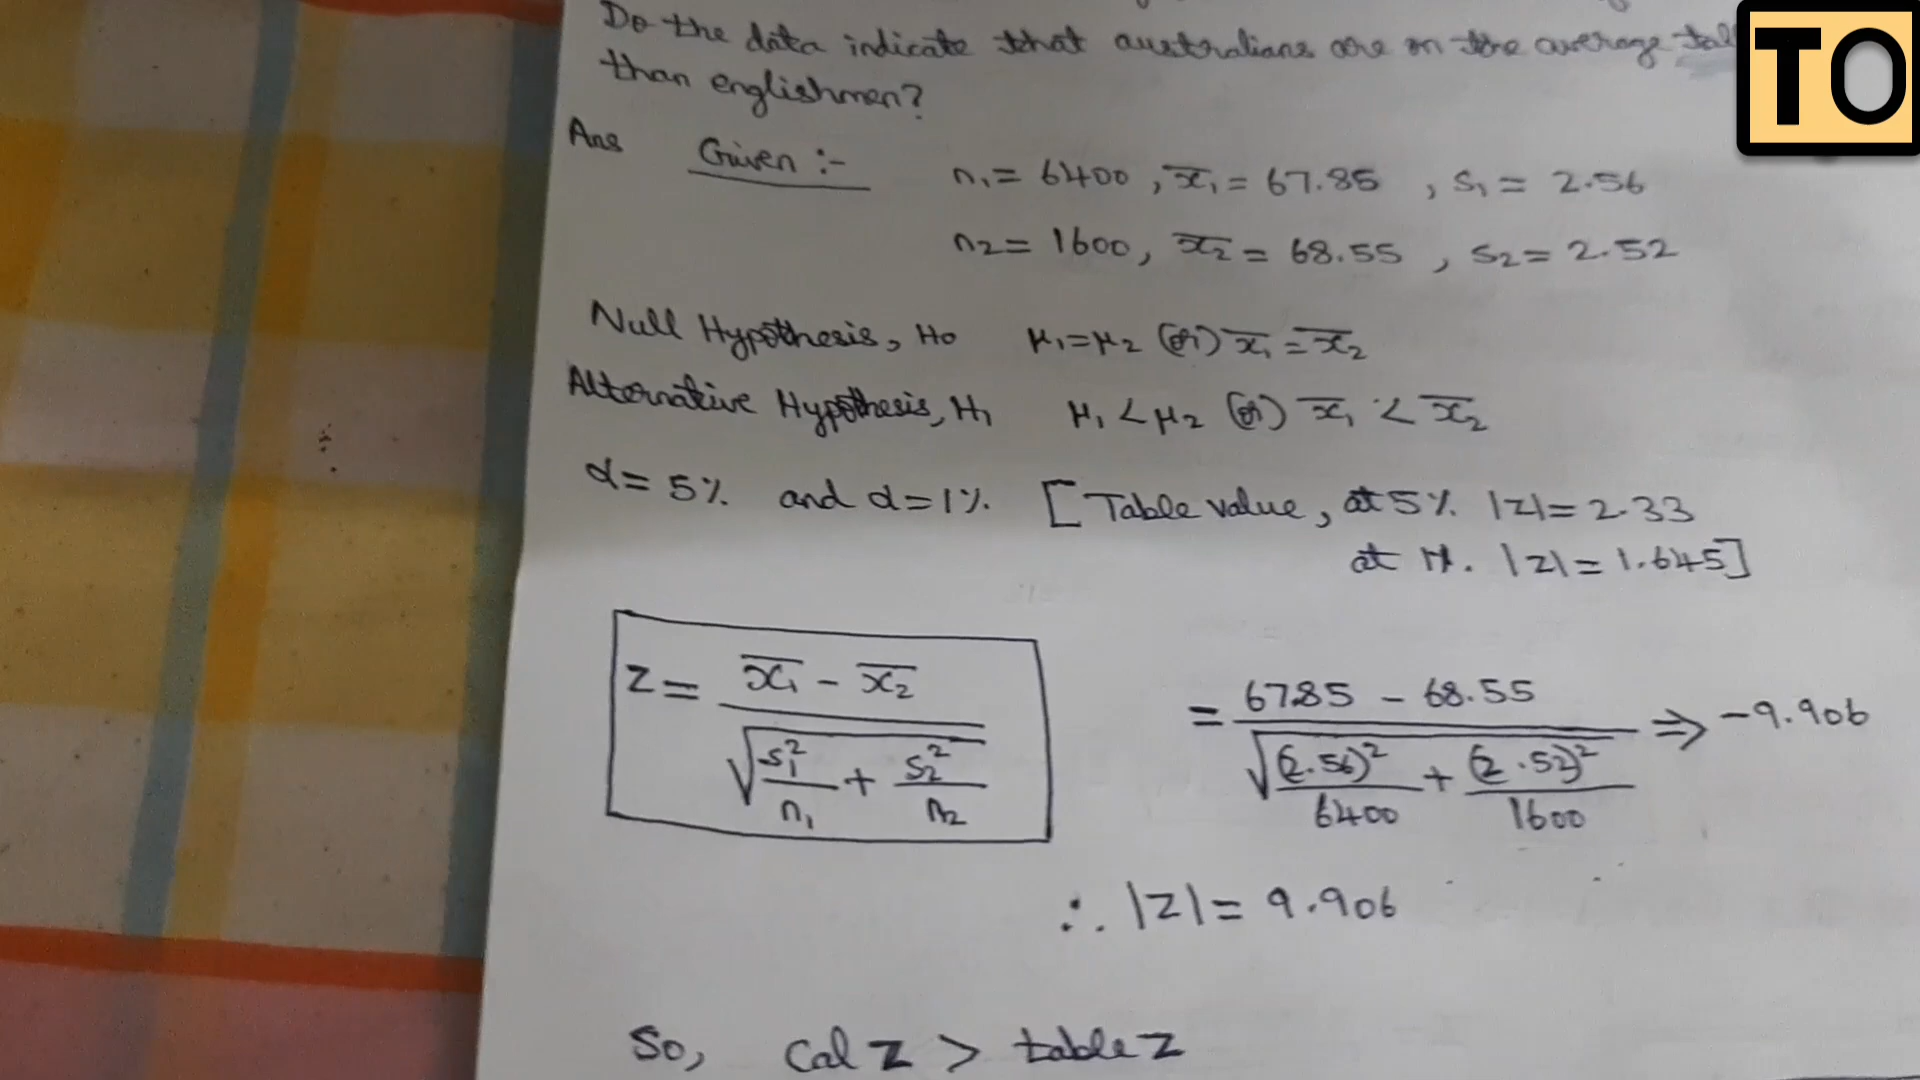 Do the data indicate that australians are on the average tall
than englishmen?
TO
Ans Given :- n₁ = 6400 , x̄₁ = 67.85 , s₁ = 2.56
n₂ = 1600, x̄₂ = 68.55 , s₂ = 2.52
Null Hypothesis, H₀ μ₁=μ₂ (or) x̄₁ = x̄₂
Alternative Hypothesis, H₁ μ₁ < μ₂ (or) x̄₁ < x̄₂
α = 5% and α = 1% [Table value, at 5% |z| = 2.33
at 1%. |z| = 1.645]
z = (x̄₁ - x̄₂) / √(s₁²/n₁ + s₂²/n₂) = (67.85 - 68.55) / √((2.56)²/6400 + (2.52)²/1600) ⇒ -9.906
∴ |z| = 9.906
So, Cal z > table z